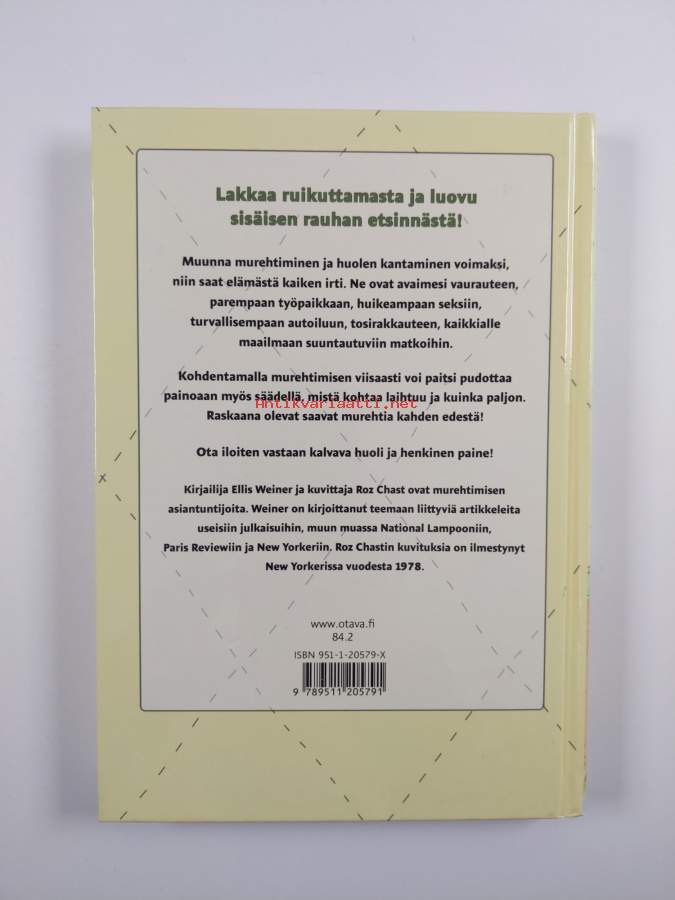 Lakkaa ruikuttamasta ja luovu
sisäisen rauhan etsinnästä!
Muunna murehtiminen ja huolen kantaminen voimaksi,
niin saat elämästä kaiken irti. Ne ovat avaimesi vaurauteen,
parempaan työpaikkaan, huikeampaan seksiin,
turvallisempaan autoiluun, tosirakkauteen, kaikkialle
maailmaan suuntautuviin matkoihin.
Kohdentamalla murehtimisen viisaasti voi paitsi pudottaa
painoaan myös säädellä, mistä kohtaa laihtuu ja kuinka paljon.
Antikvariaatti.net
Raskaana olevat saavat murehtia kahden edestä!
Ota iloiten vastaan kalvava huoli ja henkinen paine!
Kirjailija Ellis Weiner ja kuvittaja Roz Chast ovat murehtimisen
asiantuntijoita. Weiner on kirjoittanut teemaan liittyviä artikkeleita
useisiin julkaisuihin, muun muassa National Lampooniin,
Paris Reviewiin ja New Yorkeriin. Roz Chastin kuvituksia on ilmestynyt
New Yorkerissa vuodesta 1978.
www.otava.fi
84.2
ISBN 951-1-20579-X
9 789511 205791